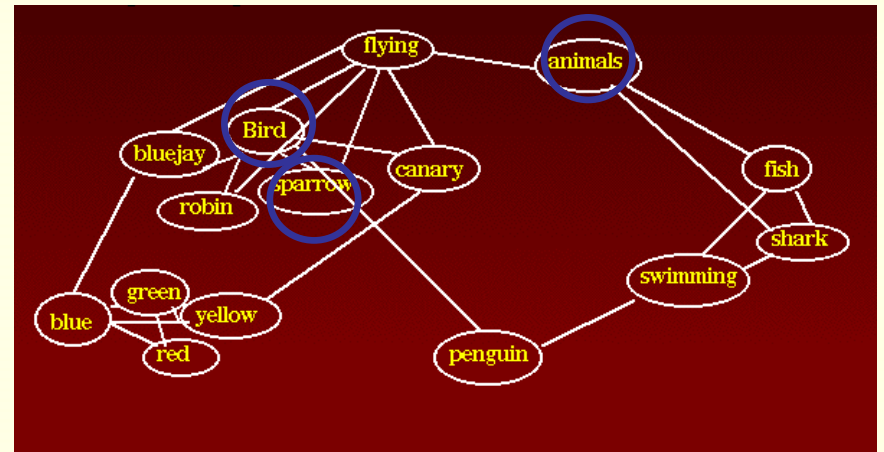 flying
animals
Bird
bluejay
canary
fish
sparrow
robin
shark
swimming
green
yellow
blue
red
penguin